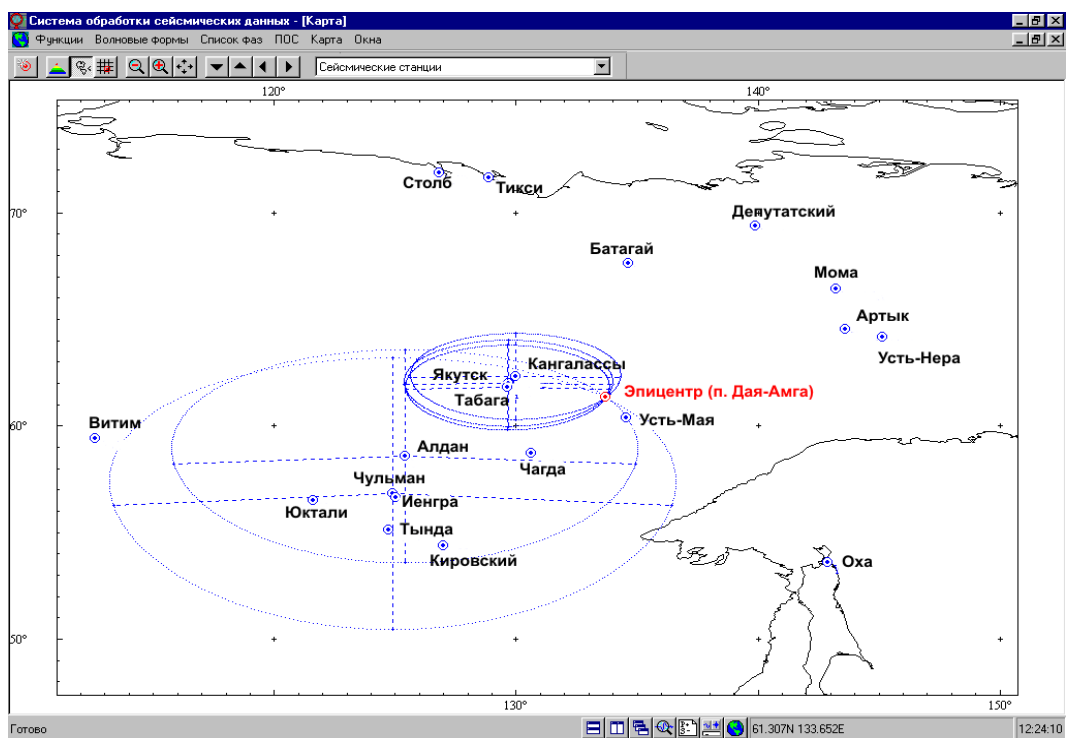 Система обработки сейсмических данных - [Карта]
Функции Волновые формы Список фаз ПОС Карта Окна
Сейсмические станции
120° 140°
Столб
Тикси
70°
Депутатский
Батагай
Мома
Артык
Усть-Нера
Кангалассы
Якутск
Табага
Эпицентр (п. Дая-Амга)
Усть-Мая
60°
Витим
Алдан
Чагда
Чульман
Иенгра
Юктали
Тында
Кировский
Оха
50°
130° 150°
Готово 61.307N 133.652E 12:24:10